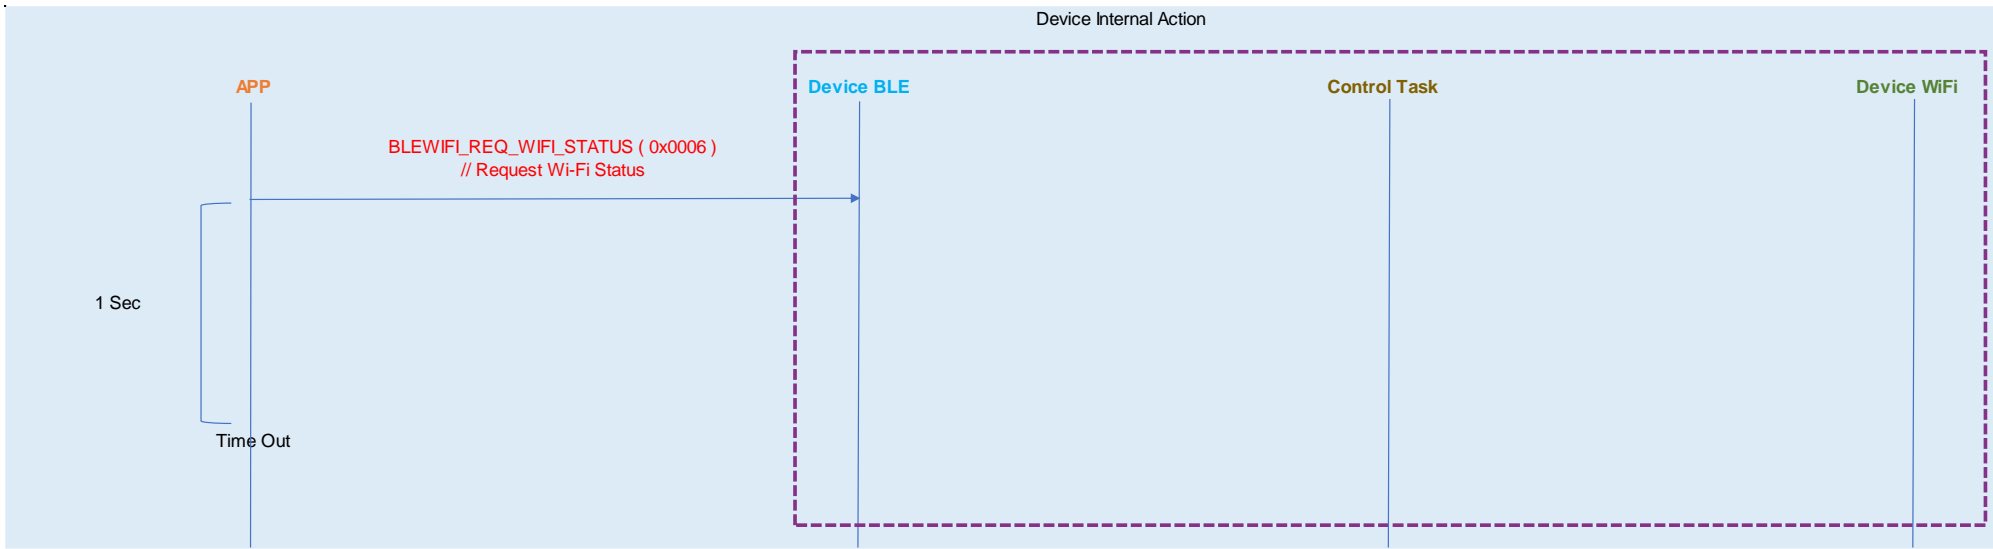 Device Internal Action
APP
Device BLE
Control Task
Device WiFi
BLEWIFI_REQ_WIFI_STATUS ( 0x0006 )
// Request Wi-Fi Status
1 Sec
Time Out